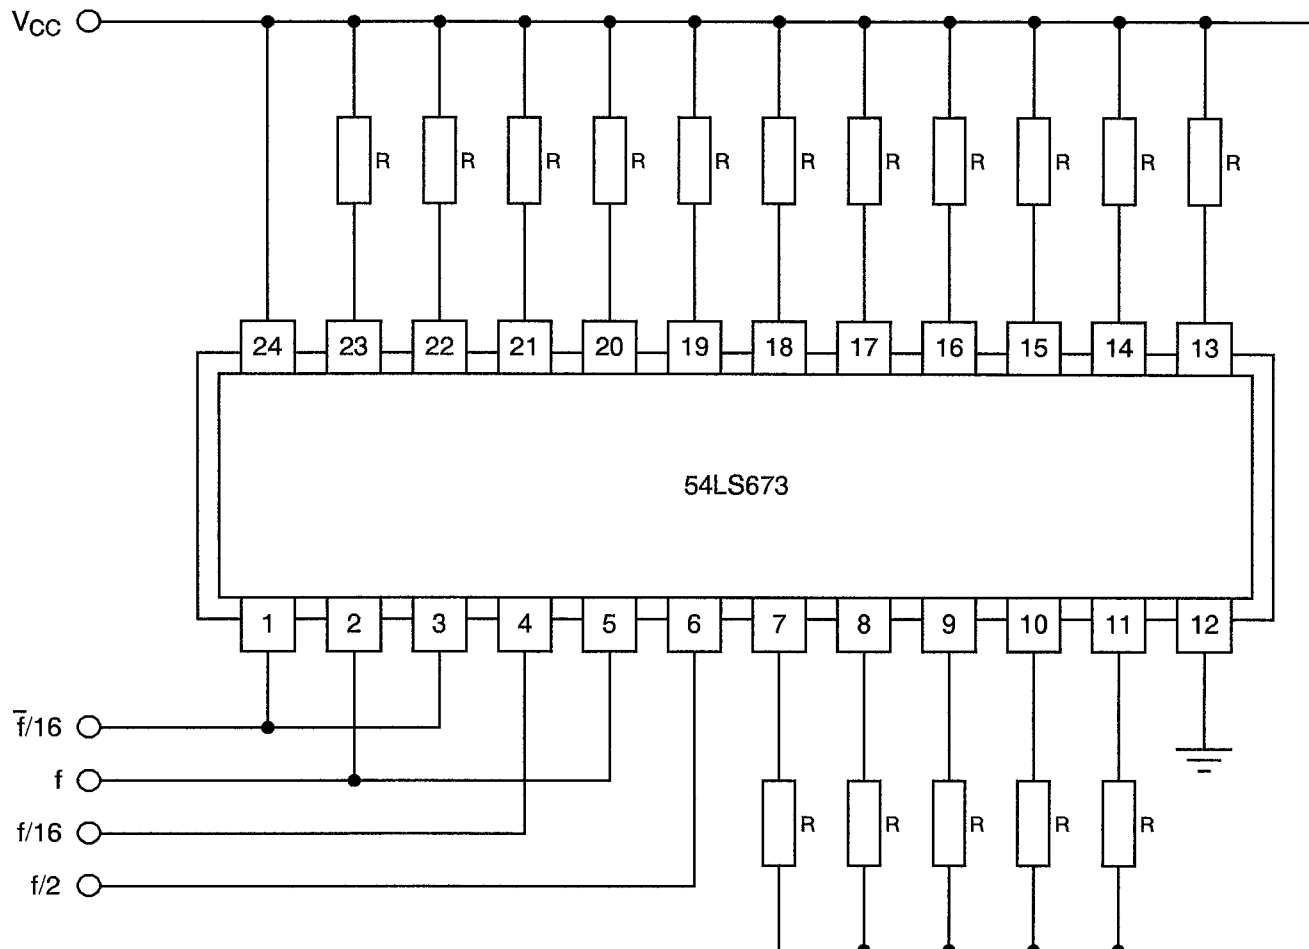 VCC
R R R R R R R R R R R
24 23 22 21 20 19 18 17 16 15 14 13
54LS673
1 2 3 4 5 6 7 8 9 10 11 12
f̅/16
f
f/16
R R R R R
f/2